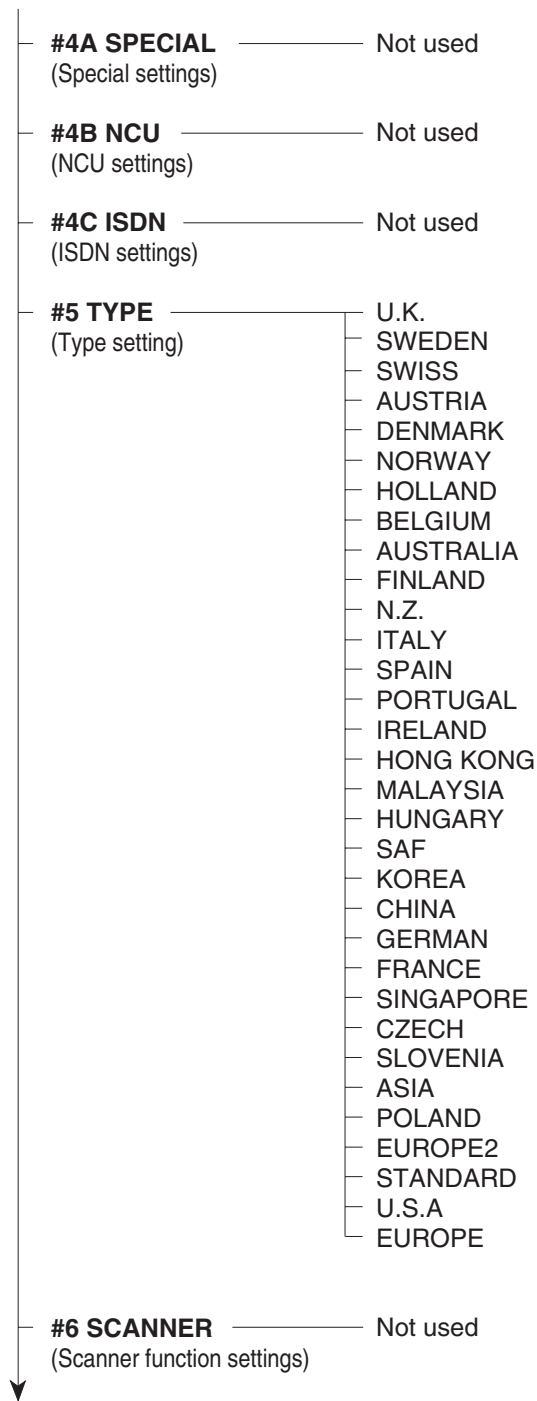 #4A SPECIAL Not used
(Special settings)
#4B NCU Not used
(NCU settings)
#4C ISDN Not used
(ISDN settings)
#5 TYPE U.K.
(Type setting) SWEDEN
SWISS
AUSTRIA
DENMARK
NORWAY
HOLLAND
BELGIUM
AUSTRALIA
FINLAND
N.Z.
ITALY
SPAIN
PORTUGAL
IRELAND
HONG KONG
MALAYSIA
HUNGARY
SAF
KOREA
CHINA
GERMAN
FRANCE
SINGAPORE
CZECH
SLOVENIA
ASIA
POLAND
EUROPE2
STANDARD
U.S.A
EUROPE
#6 SCANNER Not used
(Scanner function settings)